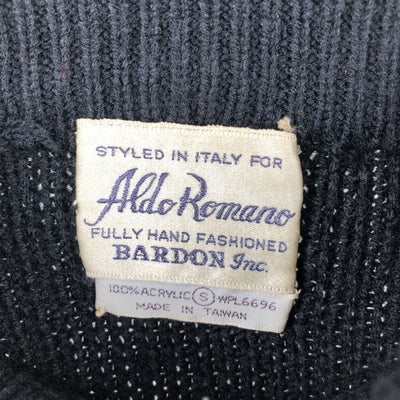 STYLED IN ITALY FOR
Aldo Romano
FULLY HAND FASHIONED
BARDON Inc.
100% ACRYLIC S WPL6696
MADE IN TAIWAN